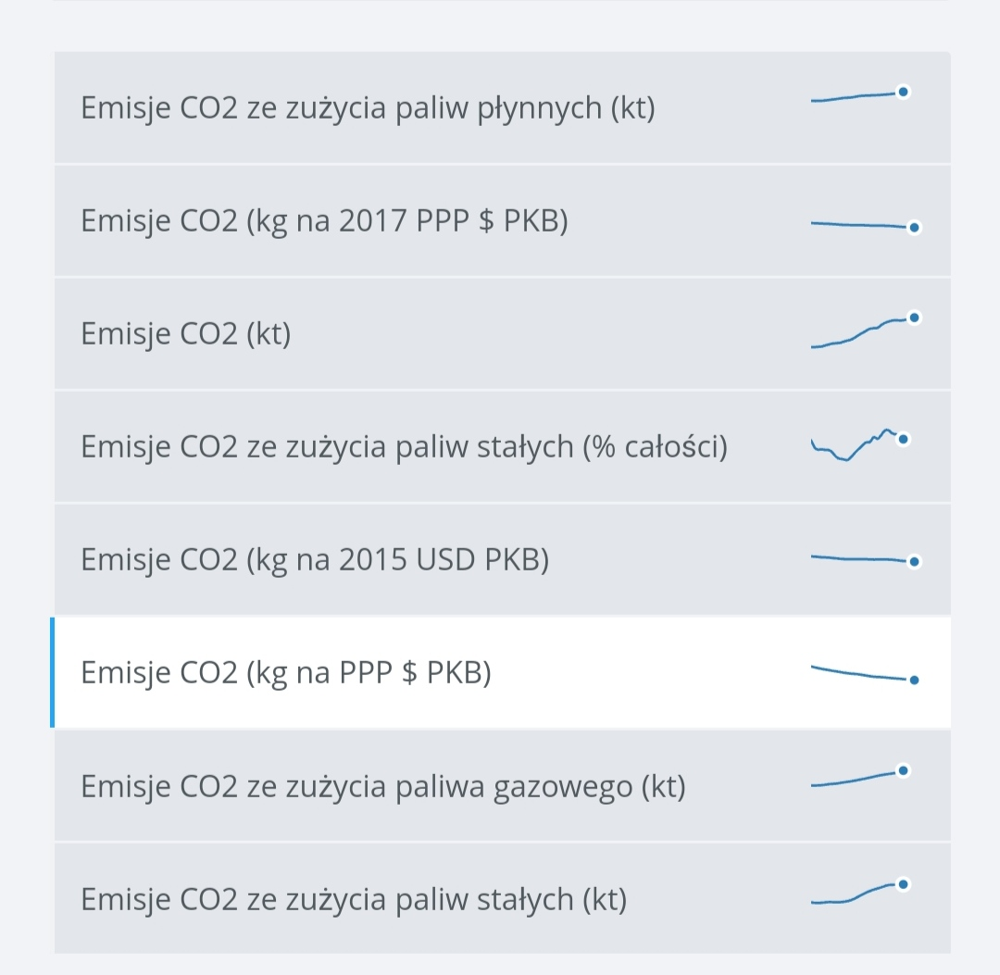 Emisje CO2 ze zużycia paliw płynnych (kt)
Emisje CO2 (kg na 2017 PPP $ PKB)
Emisje CO2 (kt)
Emisje CO2 ze zużycia paliw stałych (% całości)
Emisje CO2 (kg na 2015 USD PKB)
Emisje CO2 (kg na PPP $ PKB)
Emisje CO2 ze zużycia paliwa gazowego (kt)
Emisje CO2 ze zużycia paliw stałych (kt)